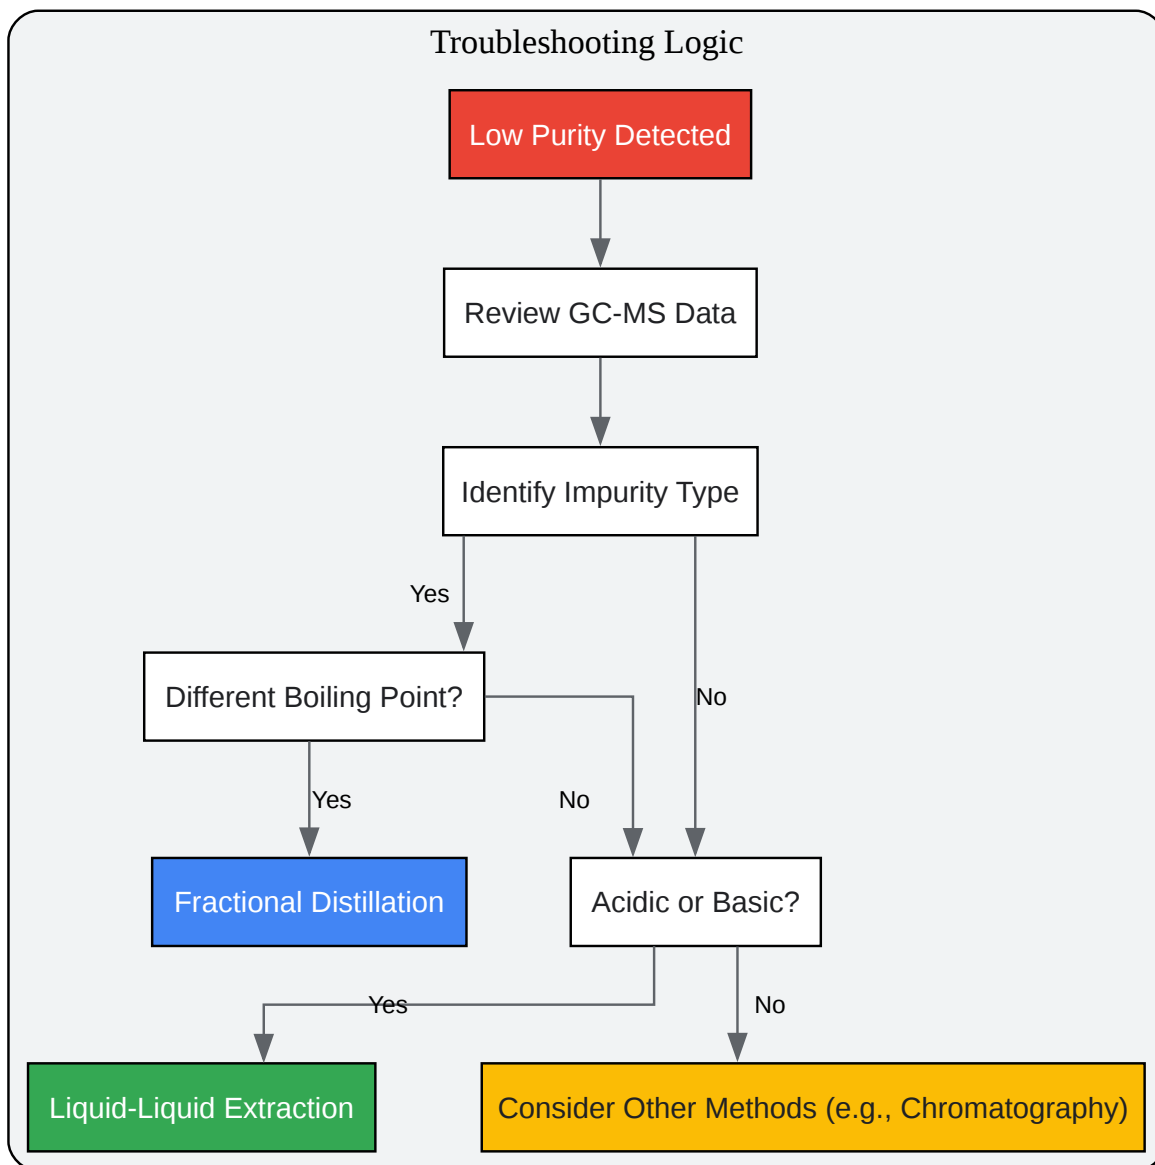 Troubleshooting Logic
Low Purity Detected
Review GC-MS Data
Identify Impurity Type
Yes
Different Boiling Point?
No
Yes
No
Fractional Distillation
Acidic or Basic?
Yes
No
Liquid-Liquid Extraction
Consider Other Methods (e.g., Chromatography)